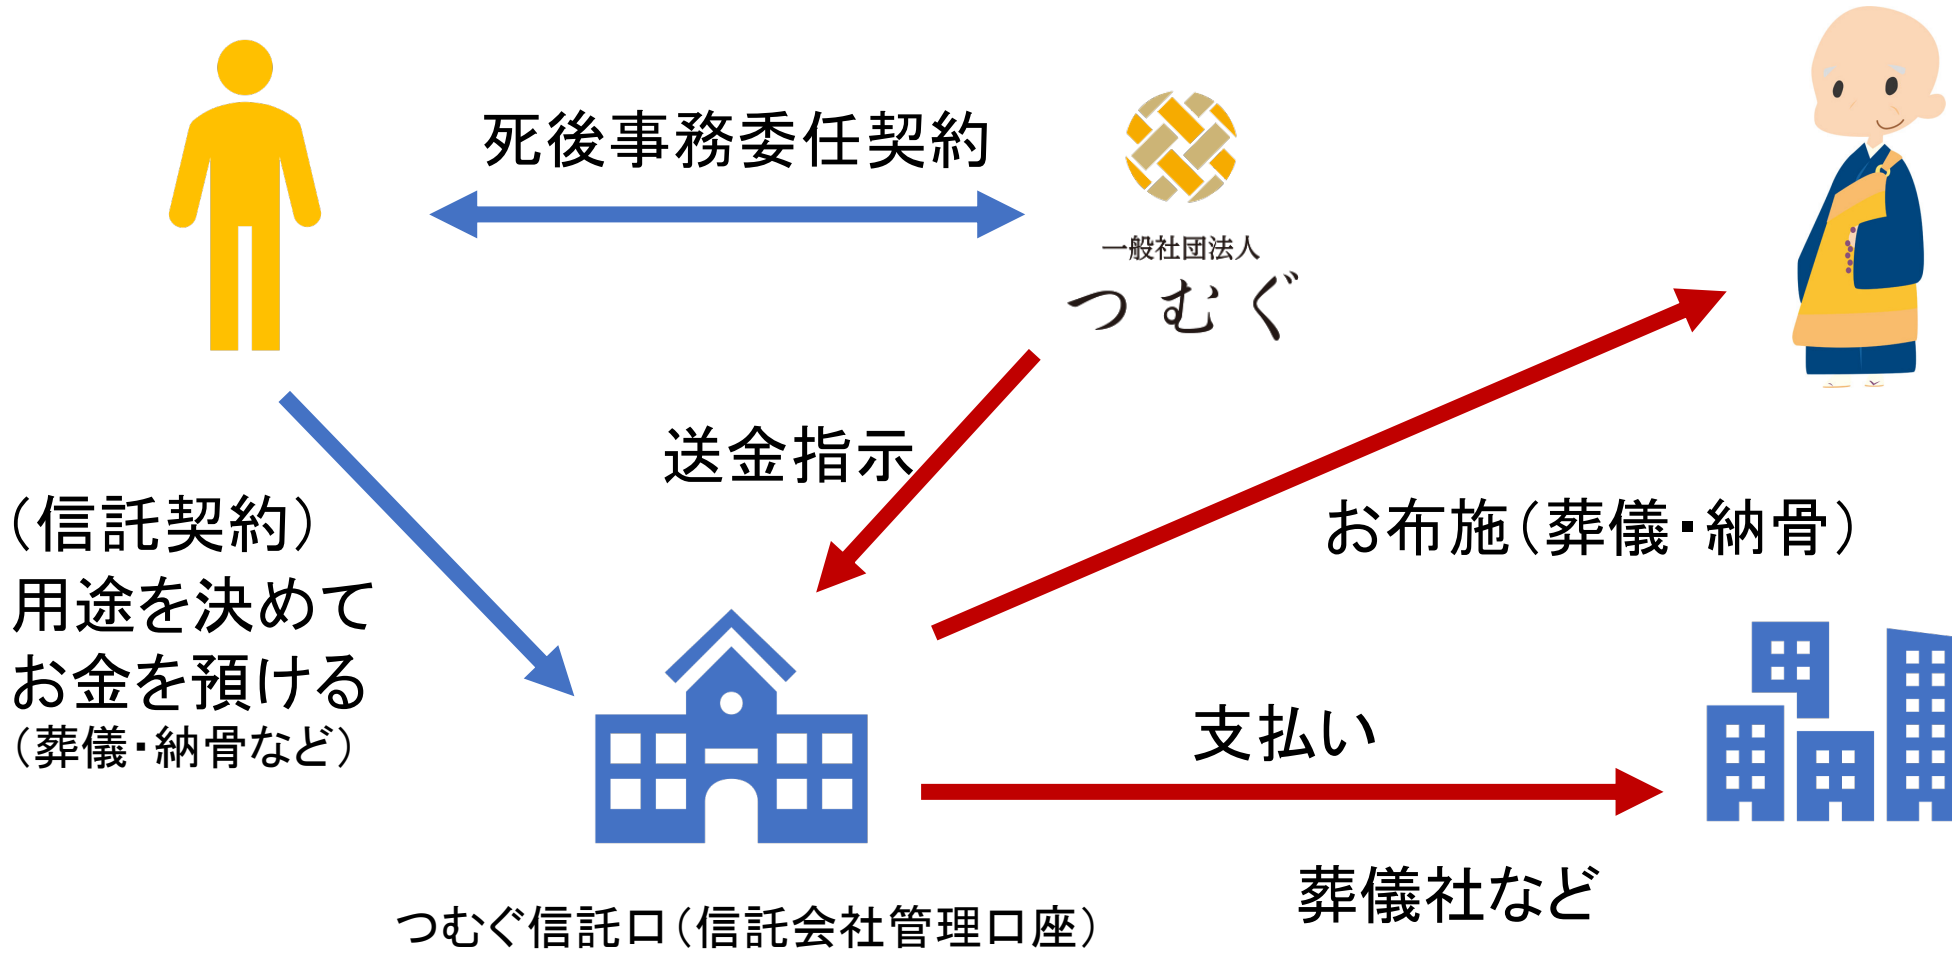 死後事務委任契約
一般社団法人
つむぐ
送金指示
（信託契約）
用途を決めて
お金を預ける
（葬儀・納骨など）
お布施（葬儀・納骨）
支払い
葬儀社など
つむぐ信託口（信託会社管理口座）